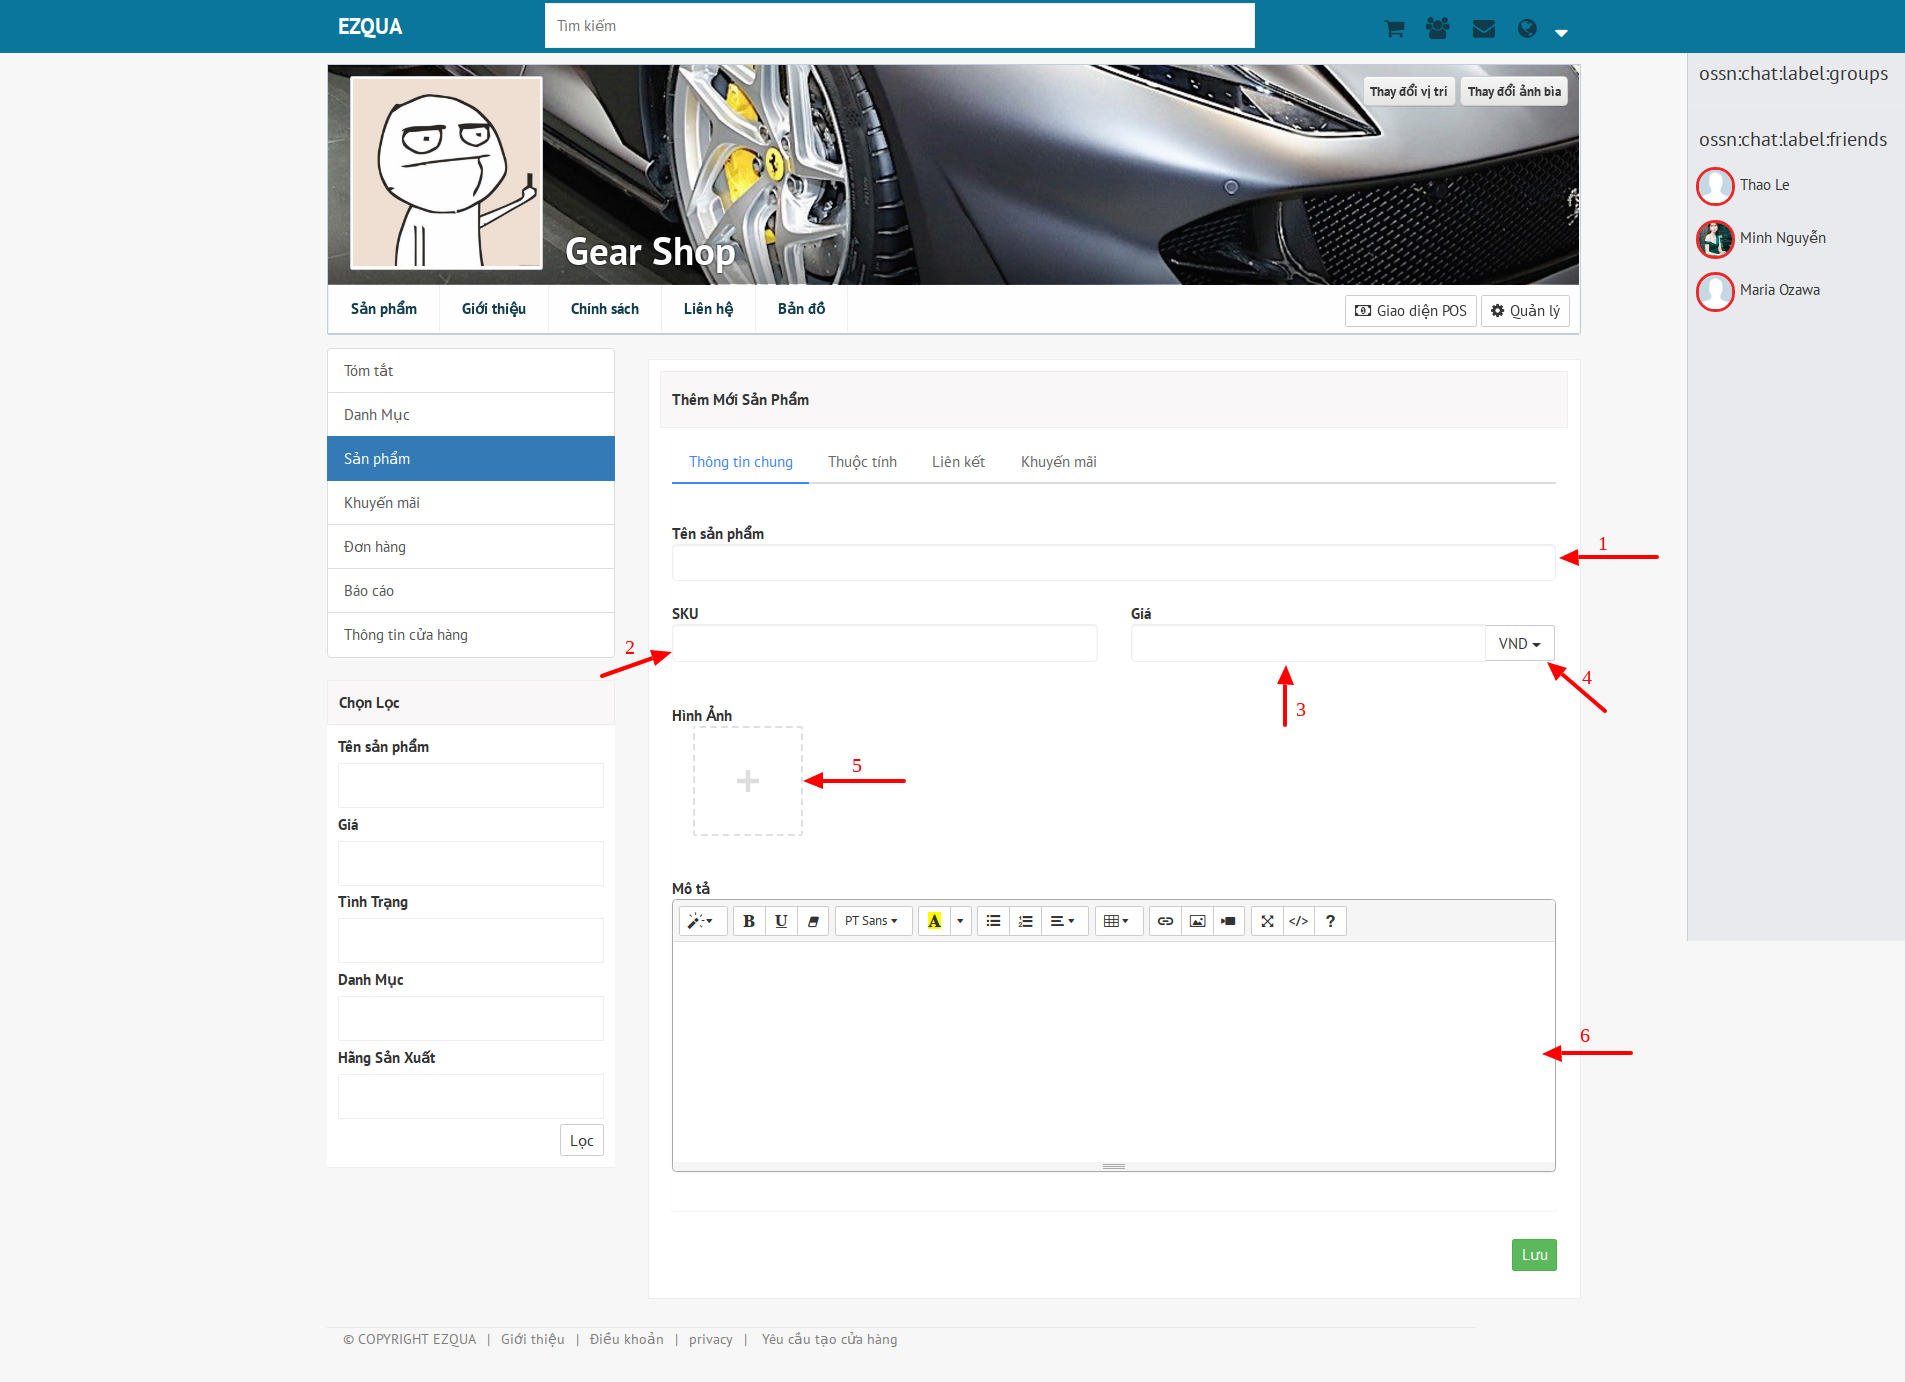 EZQUA
Tìm kiếm
Thay đổi vị trí
Thay đổi ảnh bìa
Gear Shop
Sản phẩm
Giới thiệu
Chính sách
Liên hệ
Bản đồ
Giao diện POS
Quản lý
ossn:chat:label:groups
ossn:chat:label:friends
Thao Le
Minh Nguyễn
Maria Ozawa
Tóm tắt
Danh Mục
Sản phẩm
Khuyến mãi
Đơn hàng
Báo cáo
Thông tin cửa hàng
Chọn Lọc
Tên sản phẩm
Giá
Tình Trạng
Danh Mục
Hãng Sản Xuất
Lọc
Thêm Mới Sản Phẩm
Thông tin chung
Thuộc tính
Liên kết
Khuyến mãi
Tên sản phẩm
1
SKU
2
Giá
VND
3
4
Hình Ảnh
5
Mô tả
B
U
PT Sans
A
</>
?
6
Lưu
© COPYRIGHT EZQUA | Giới thiệu | Điều khoản | privacy | Yêu cầu tạo cửa hàng